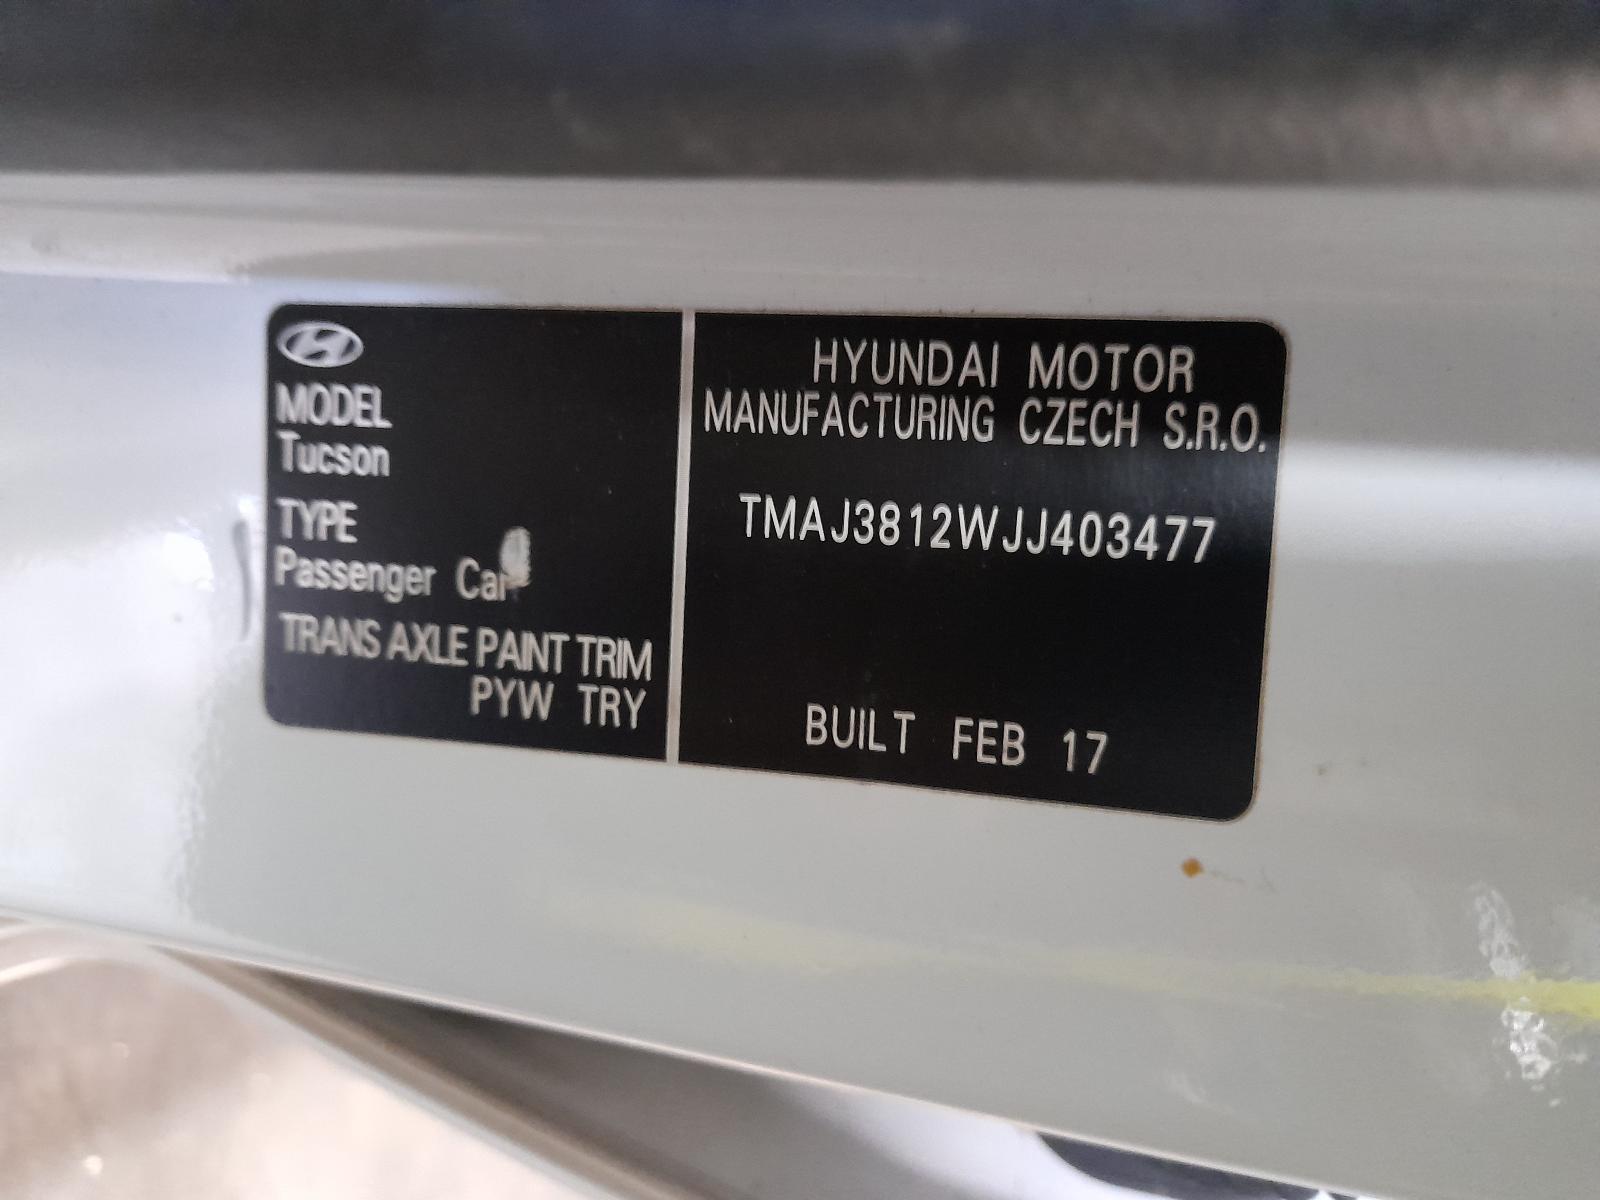 MODEL
Tucson
TYPE
Passenger Car
TRANS AXLE PAINT TRIM
PYW TRY
HYUNDAI MOTOR
MANUFACTURING CZECH S.R.O.
TMAJ3812WJJ403477
BUILT FEB 17